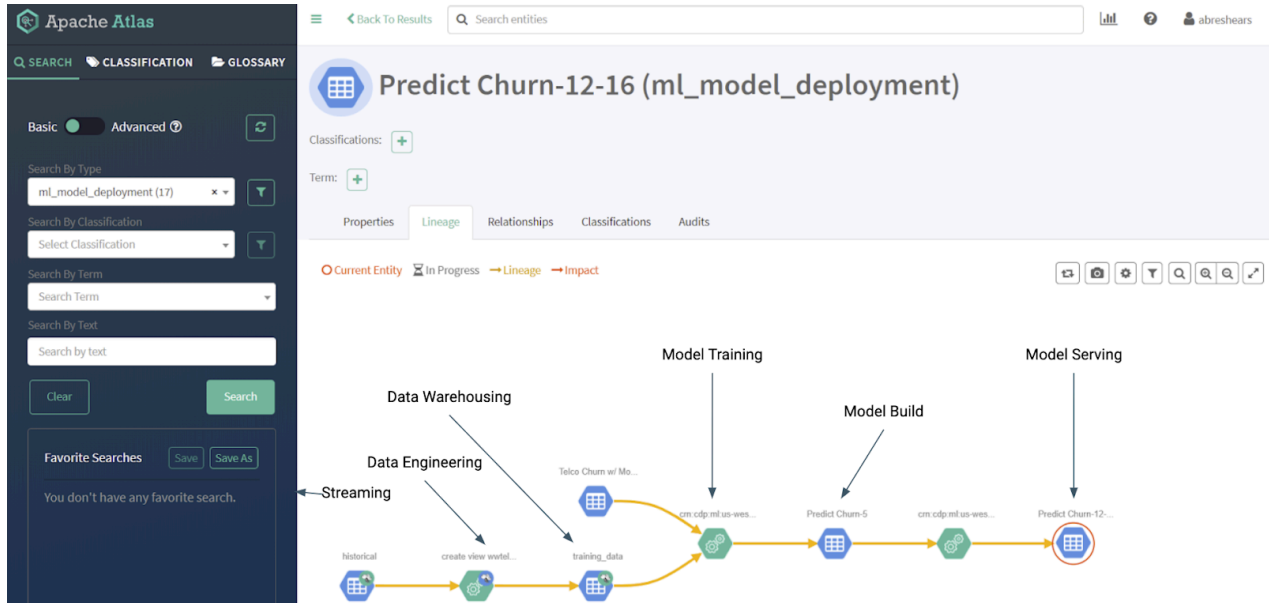 Apache Atlas
Back To Results
Search entities
abreshears
SEARCH
CLASSIFICATION
GLOSSARY
Basic
Advanced
Search By Type
ml_model_deployment (17)
Search By Classification
Select Classification
Search By Term
Search Term
Search By Text
Search by text
Clear
Search
Favorite Searches
Save
Save As
You don't have any favorite search.
Predict Churn-12-16 (ml_model_deployment)
Classifications:
Term:
Properties
Lineage
Relationships
Classifications
Audits
Current Entity
In Progress
Lineage
Impact
Model Training
Model Serving
Data Warehousing
Model Build
Data Engineering
Streaming
Telco Churn w/ Mo...
crn:cdp:ml:us-wes...
Predict Churn-5
crn:cdp:ml:us-wes...
Predict Churn-12-...
historical
create view wwtel...
training_data